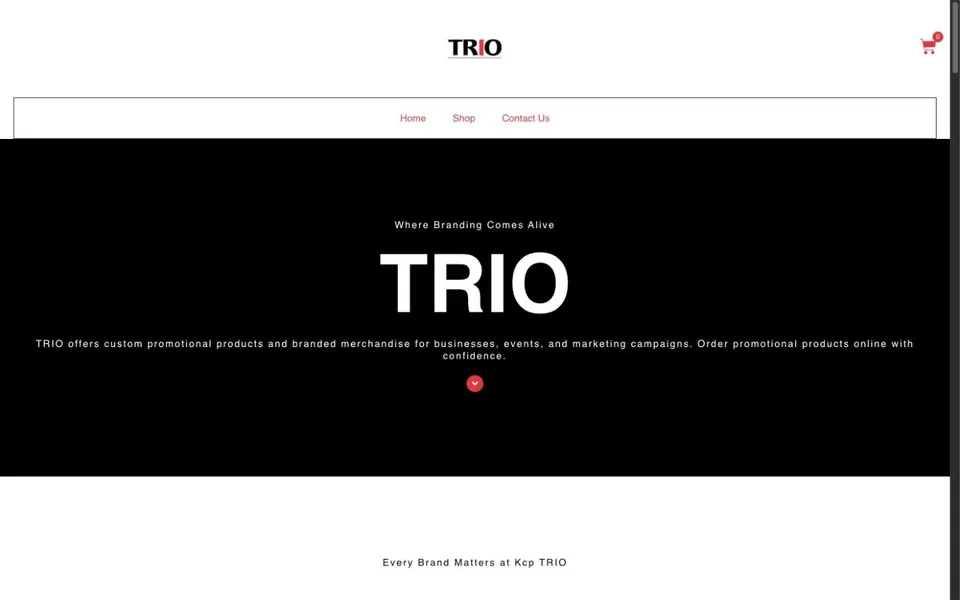 TRIO
0
Home Shop Contact Us
Where Branding Comes Alive
TRIO
TRIO offers custom promotional products and branded merchandise for businesses, events, and marketing campaigns. Order promotional products online with
confidence.
Every Brand Matters at Kcp TRIO